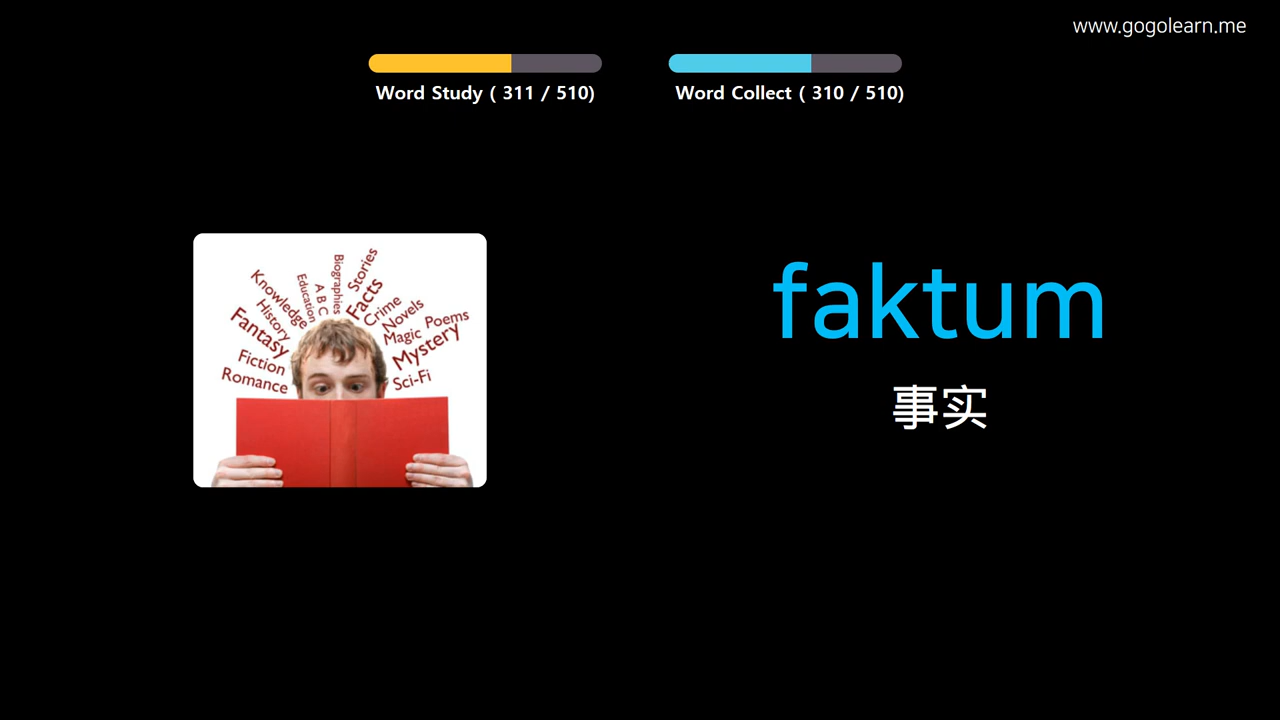 www.gogolearn.me
Word Study ( 311 / 510)
Word Collect ( 310 / 510)
Stories
Biographies
Facts
A B C
Education
Knowledge
Crime
History
Novels
Poems
Fantasy
Magic
Mystery
Fiction
Romance
Sci-Fi
faktum
事实